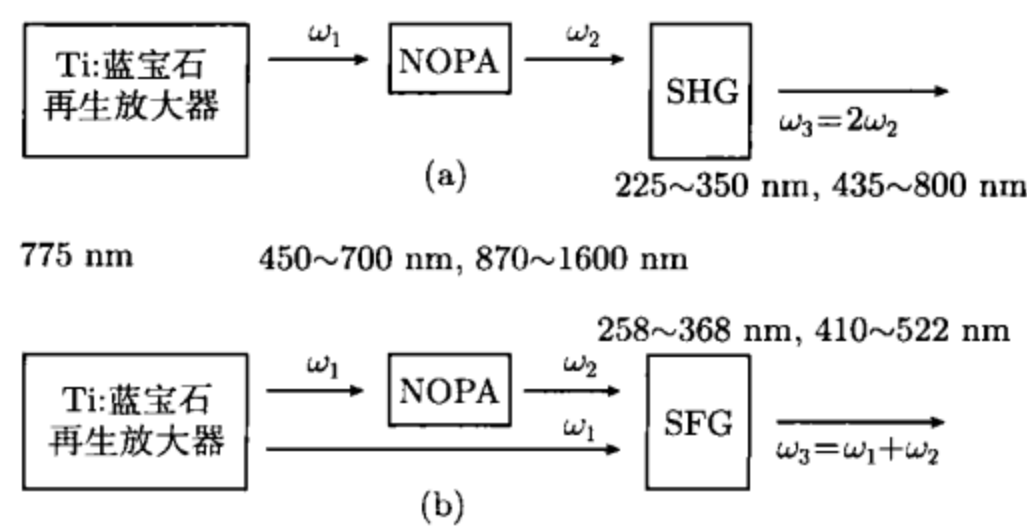 Ti:蓝宝石
再生放大器
ω₁
NOPA
ω₂
SHG
ω₃=2ω₂
(a)
225~350 nm, 435~800 nm
775 nm
450~700 nm, 870~1600 nm
258~368 nm, 410~522 nm
Ti:蓝宝石
再生放大器
ω₁
NOPA
ω₂
ω₁
SFG
ω₃=ω₁+ω₂
(b)